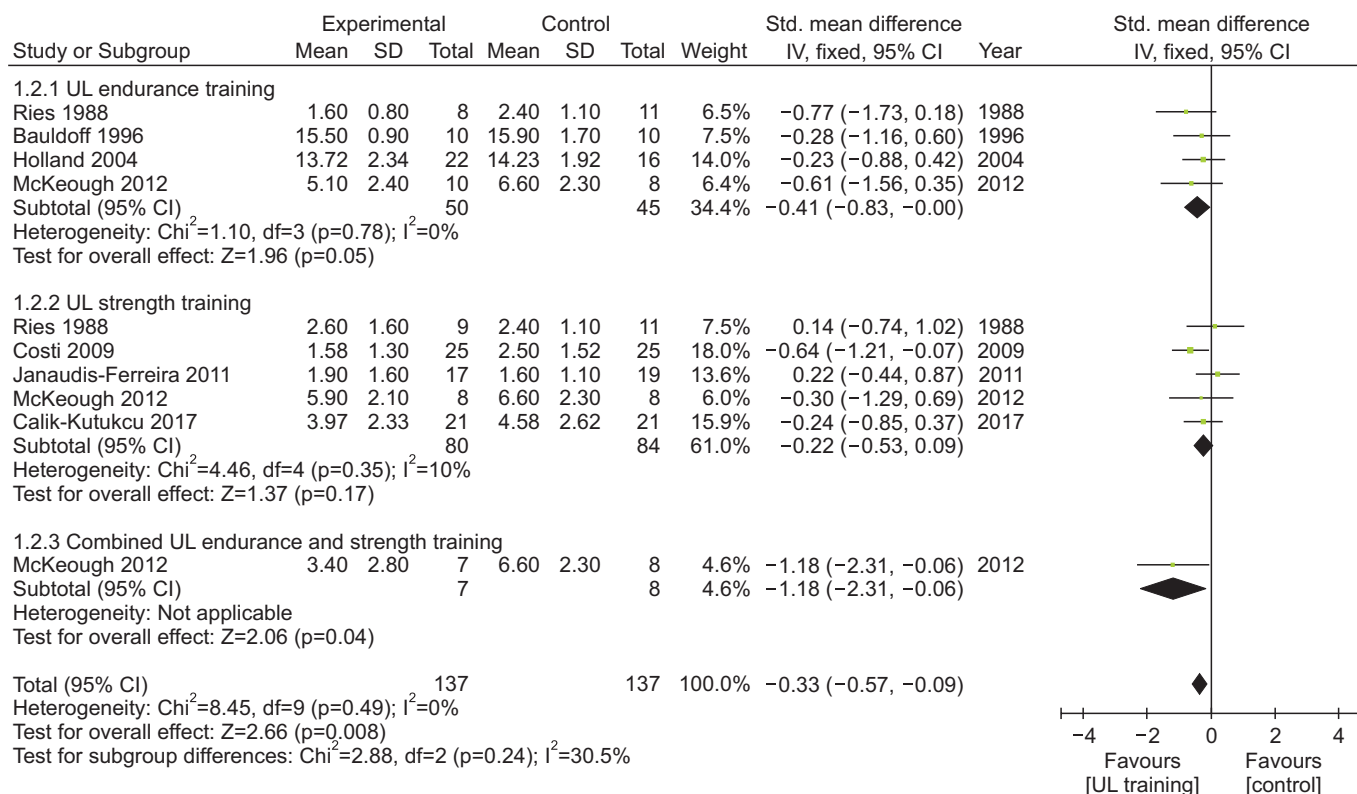 Experimental Control Std. mean difference Std. mean difference
Study or Subgroup Mean SD Total Mean SD Total Weight IV, fixed, 95% CI Year IV, fixed, 95% CI
1.2.1 UL endurance training
Ries 1988 1.60 0.80 8 2.40 1.10 11 6.5% −0.77 (−1.73, 0.18) 1988
Bauldoff 1996 15.50 0.90 10 15.90 1.70 10 7.5% −0.28 (−1.16, 0.60) 1996
Holland 2004 13.72 2.34 22 14.23 1.92 16 14.0% −0.23 (−0.88, 0.42) 2004
McKeough 2012 5.10 2.40 10 6.60 2.30 8 6.4% −0.61 (−1.56, 0.35) 2012
Subtotal (95% CI) 50 45 34.4% −0.41 (−0.83, −0.00)
Heterogeneity: Chi²=1.10, df=3 (p=0.78); I²=0%
Test for overall effect: Z=1.96 (p=0.05)
1.2.2 UL strength training
Ries 1988 2.60 1.60 9 2.40 1.10 11 7.5% 0.14 (−0.74, 1.02) 1988
Costi 2009 1.58 1.30 25 2.50 1.52 25 18.0% −0.64 (−1.21, −0.07) 2009
Janaudis-Ferreira 2011 1.90 1.60 17 1.60 1.10 19 13.6% 0.22 (−0.44, 0.87) 2011
McKeough 2012 5.90 2.10 8 6.60 2.30 8 6.0% −0.30 (−1.29, 0.69) 2012
Calik-Kutukcu 2017 3.97 2.33 21 4.58 2.62 21 15.9% −0.24 (−0.85, 0.37) 2017
Subtotal (95% CI) 80 84 61.0% −0.22 (−0.53, 0.09)
Heterogeneity: Chi²=4.46, df=4 (p=0.35); I²=10%
Test for overall effect: Z=1.37 (p=0.17)
1.2.3 Combined UL endurance and strength training
McKeough 2012 3.40 2.80 7 6.60 2.30 8 4.6% −1.18 (−2.31, −0.06) 2012
Subtotal (95% CI) 7 8 4.6% −1.18 (−2.31, −0.06)
Heterogeneity: Not applicable
Test for overall effect: Z=2.06 (p=0.04)
Total (95% CI) 137 137 100.0% −0.33 (−0.57, −0.09)
Heterogeneity: Chi²=8.45, df=9 (p=0.49); I²=0%
Test for overall effect: Z=2.66 (p=0.008)
Test for subgroup differences: Chi²=2.88, df=2 (p=0.24); I²=30.5%
−4 −2 0 2 4
Favours Favours
[UL training] [control]